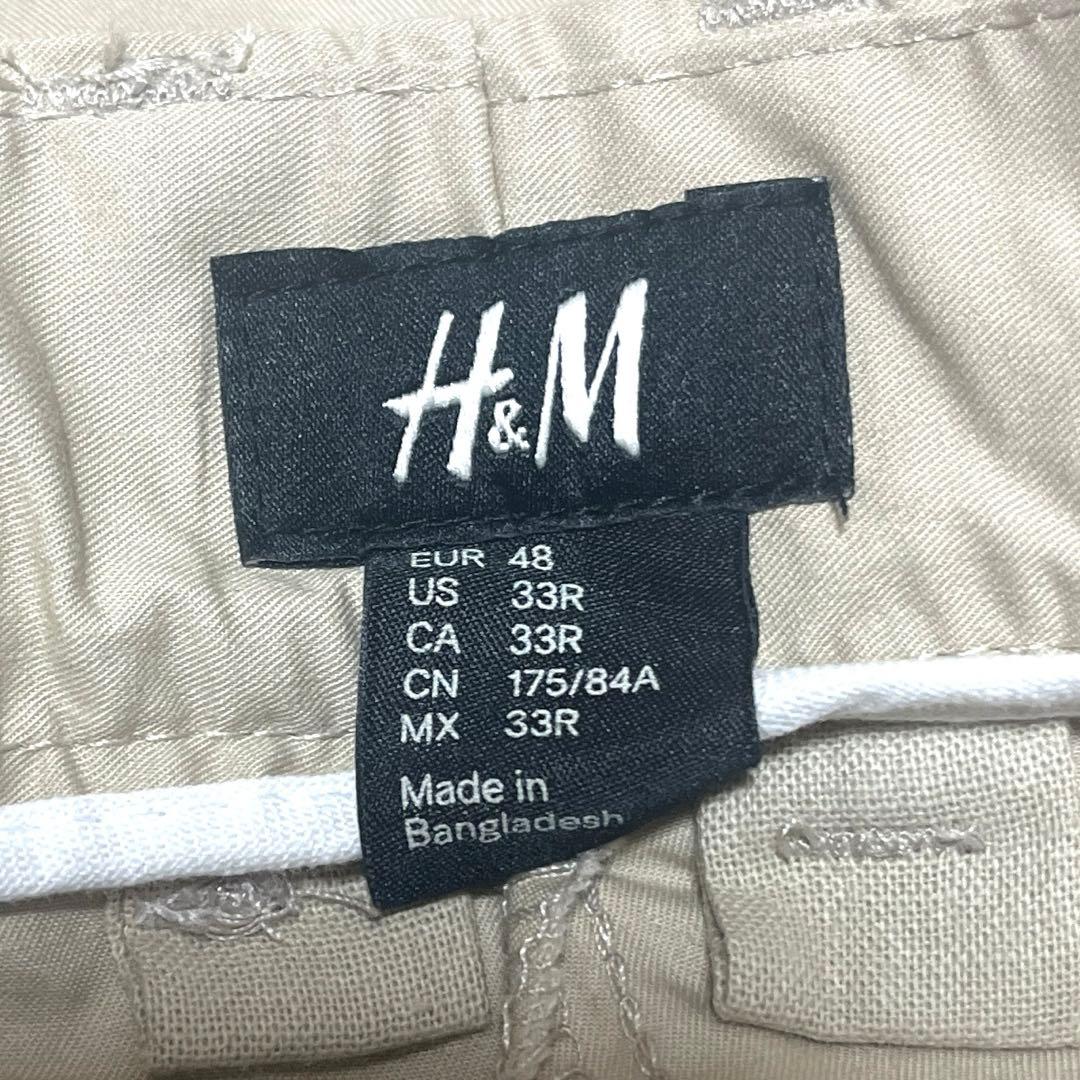 H&M
EUR 48
US 33R
CA 33R
CN 175/84A
MX 33R
Made in
Bangladesh